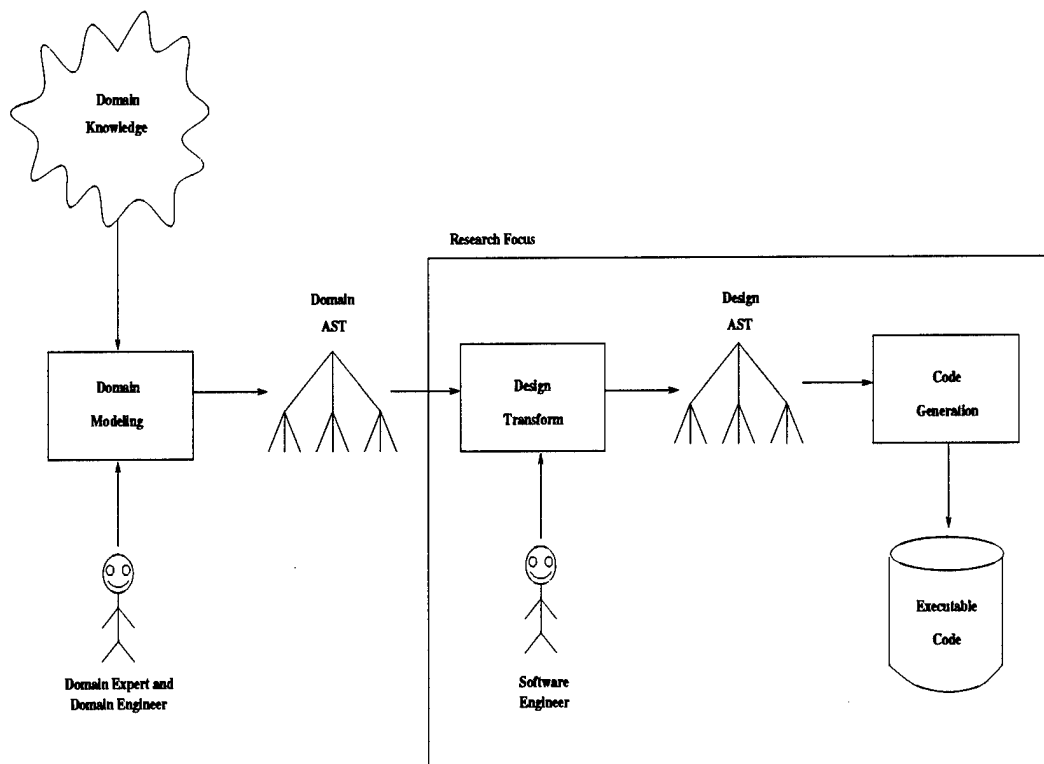 Domain
Knowledge
Research Focus
Domain
AST
Design
AST
Domain
Modeling
Design
Transform
Code
Generation
Executable
Code
Domain Expert and
Domain Engineer
Software
Engineer